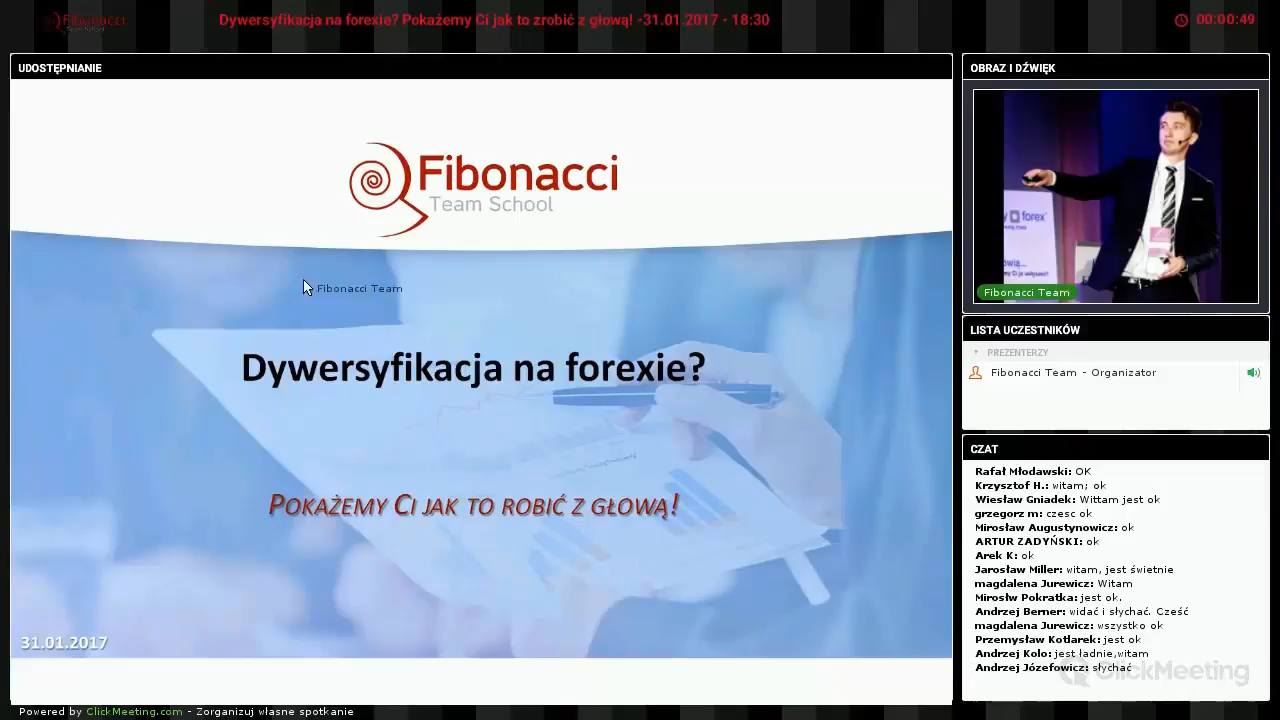 Fibonacci
Team School
Dywersyfikacja na forexie? Pokażemy Ci jak to zrobić z głową! -31.01.2017 - 18:30
00:00:49
UDOSTĘPNIANIE
Fibonacci
Team School
Fibonacci Team
Dywersyfikacja na forexie?
POKAŻEMY CI JAK TO ROBIĆ Z GŁOWĄ!
31.01.2017
OBRAZ I DŹWIĘK
forex
Fibonacci Team
LISTA UCZESTNIKÓW
PREZENTERZY
Fibonacci Team - Organizator
CZAT
Rafał Młodawski: OK
Krzysztof H.: witam; ok
Wiesław Gniadek: Wittam jest ok
grzegorz m: czesc ok
Mirosław Augustynowicz: ok
ARTUR ZADYŃSKI: ok
Arek K: ok
Jarosław Miller: witam, jest świetnie
magdalena Jurewicz: Witam
Mirosłw Pokratka: jest ok.
Andrzej Berner: widać i słychać. Cześć
magdalena Jurewicz: wszystko ok
Przemysław Kotlarek: jest ok
Andrzej Kolo: jest ładnie,witam
Andrzej Józefowicz: słychać
ClickMeeting
Powered by ClickMeeting.com - Zorganizuj własne spotkanie